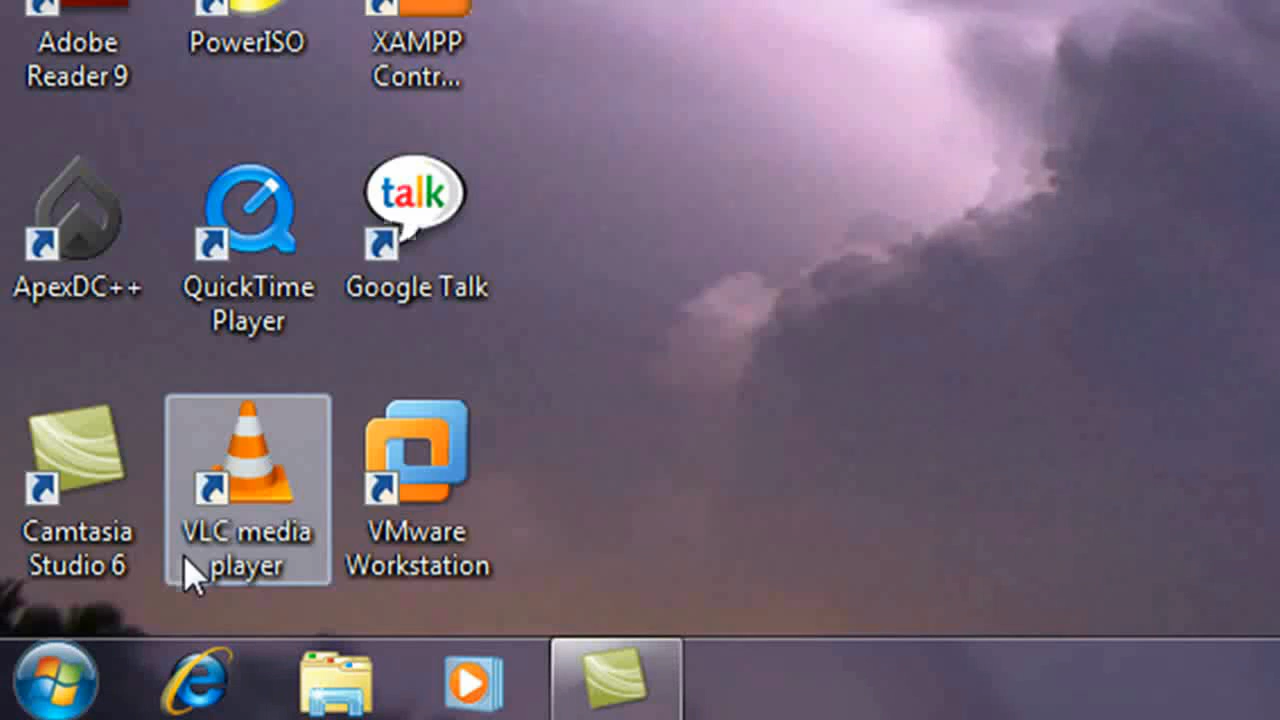 Adobe
Reader 9
PowerISO
XAMPP
Contr...
ApexDC++
QuickTime
Player
talk
Google Talk
Camtasia
Studio 6
VLC media
player
VMware
Workstation